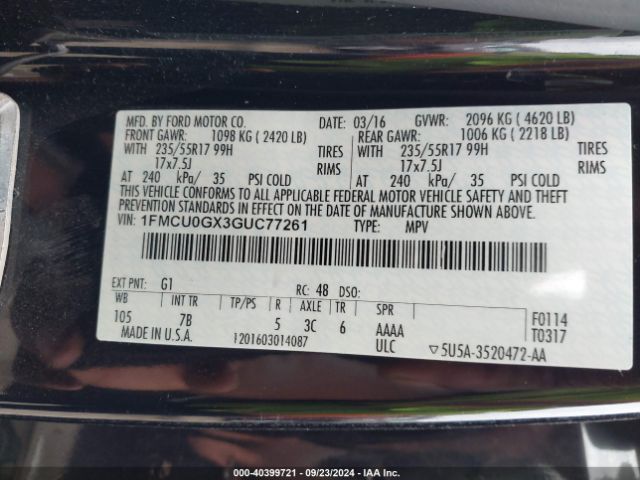 MFD. BY FORD MOTOR CO. DATE: 03/16 GVWR: 2096 KG ( 4620 LB)
FRONT GAWR: 1098 KG ( 2420 LB) REAR GAWR: 1006 KG ( 2218 LB)
WITH 235/55R17 99H TIRES WITH 235/55R17 99H TIRES
17x7.5J RIMS 17x7.5J RIMS
AT 240 kPa/ 35 PSI COLD AT 240 kPa/ 35 PSI COLD
THIS VEHICLE CONFORMS TO ALL APPLICABLE FEDERAL MOTOR VEHICLE SAFETY AND THEFT
PREVENTION STANDARDS IN EFFECT ON THE DATE OF MANUFACTURE SHOWN ABOVE.
VIN: 1FMCU0GX3GUC77261 TYPE: MPV
EXT PNT: G1 RC: 48 DSO:
WB INT TR TP/PS R AXLE TR SPR
105 7B 5 3C 6 AAAA F0114
MADE IN U.S.A. 1201603014087 ULC T0317
▽5U5A-3520472-AA
000-40399721 - 09/23/2024 - IAA Inc.